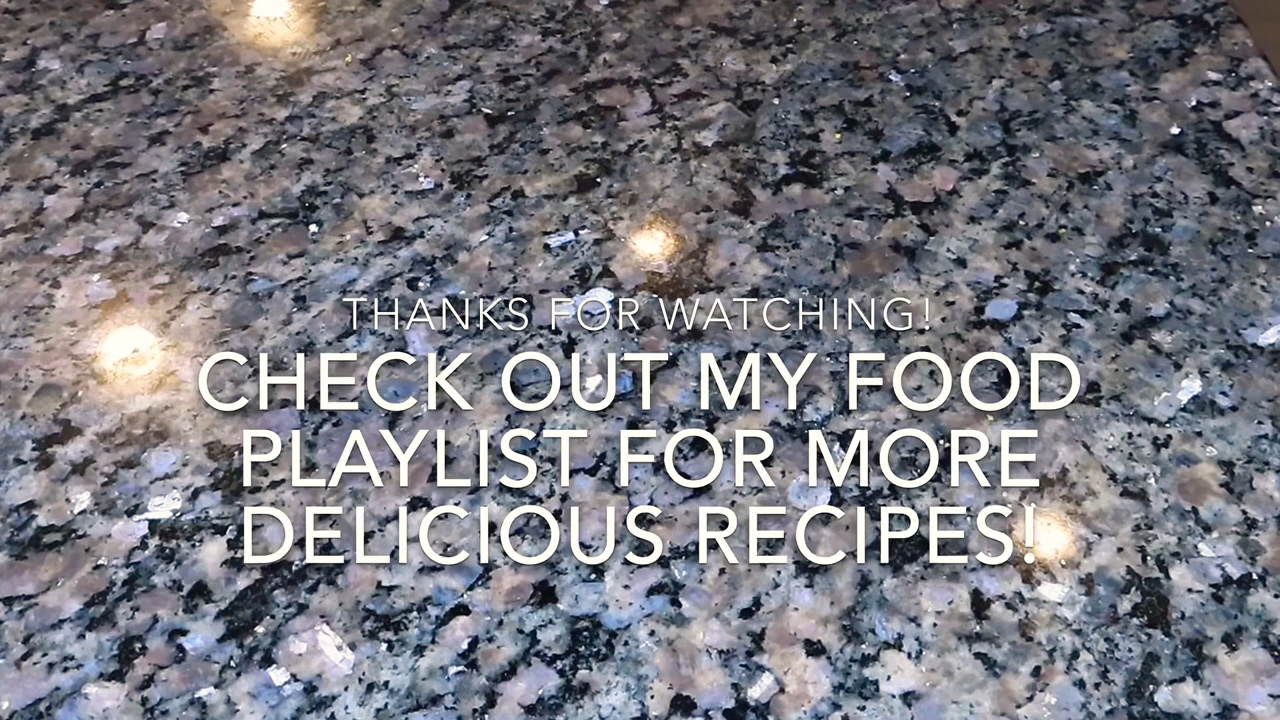 THANKS FOR WATCHING!
CHECK OUT MY FOOD
PLAYLIST FOR MORE
DELICIOUS RECIPES!